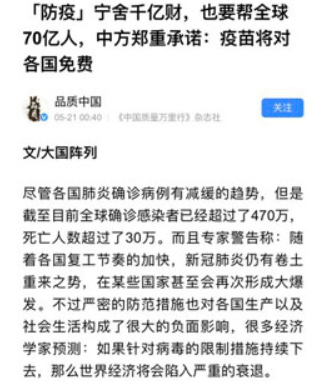 「防疫」宁舍千亿财，也要帮全球
70亿人，中方郑重承诺：疫苗将对
各国免费
品质中国
关注
05-21 00:40 《中国质量万里行》杂志社
文/大国阵列
尽管各国肺炎确诊病例有减缓的趋势，但是
截至目前全球确诊感染者已经超过了470万，
死亡人数超过了30万。而且专家警告称：随
着各国复工节奏的加快，新冠肺炎仍有卷土
重来之势，在某些国家甚至会再次形成大爆
发。不过严密的防范措施也对各国生产以及
社会生活构成了很大的负面影响，很多经济
学家预测：如果针对病毒的限制措施持续下
去，那么世界经济将会陷入严重的衰退。